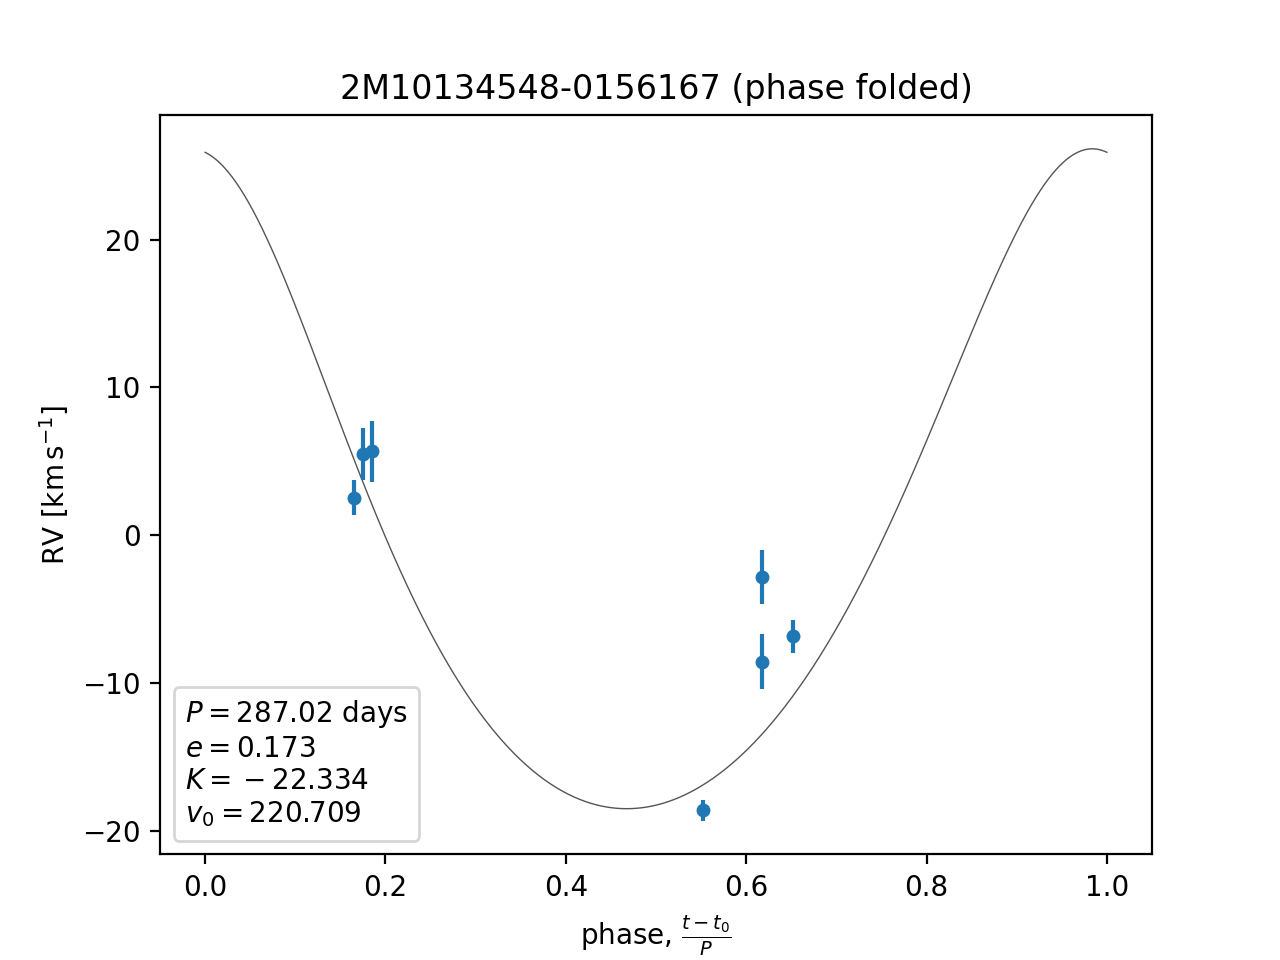 2M10134548-0156167 (phase folded)
RV [km s⁻¹]
20
10
0
−10
−20
P = 287.02 days
e = 0.173
K = −22.334
v₀ = 220.709
0.0 0.2 0.4 0.6 0.8 1.0
phase, (t − t₀)/P